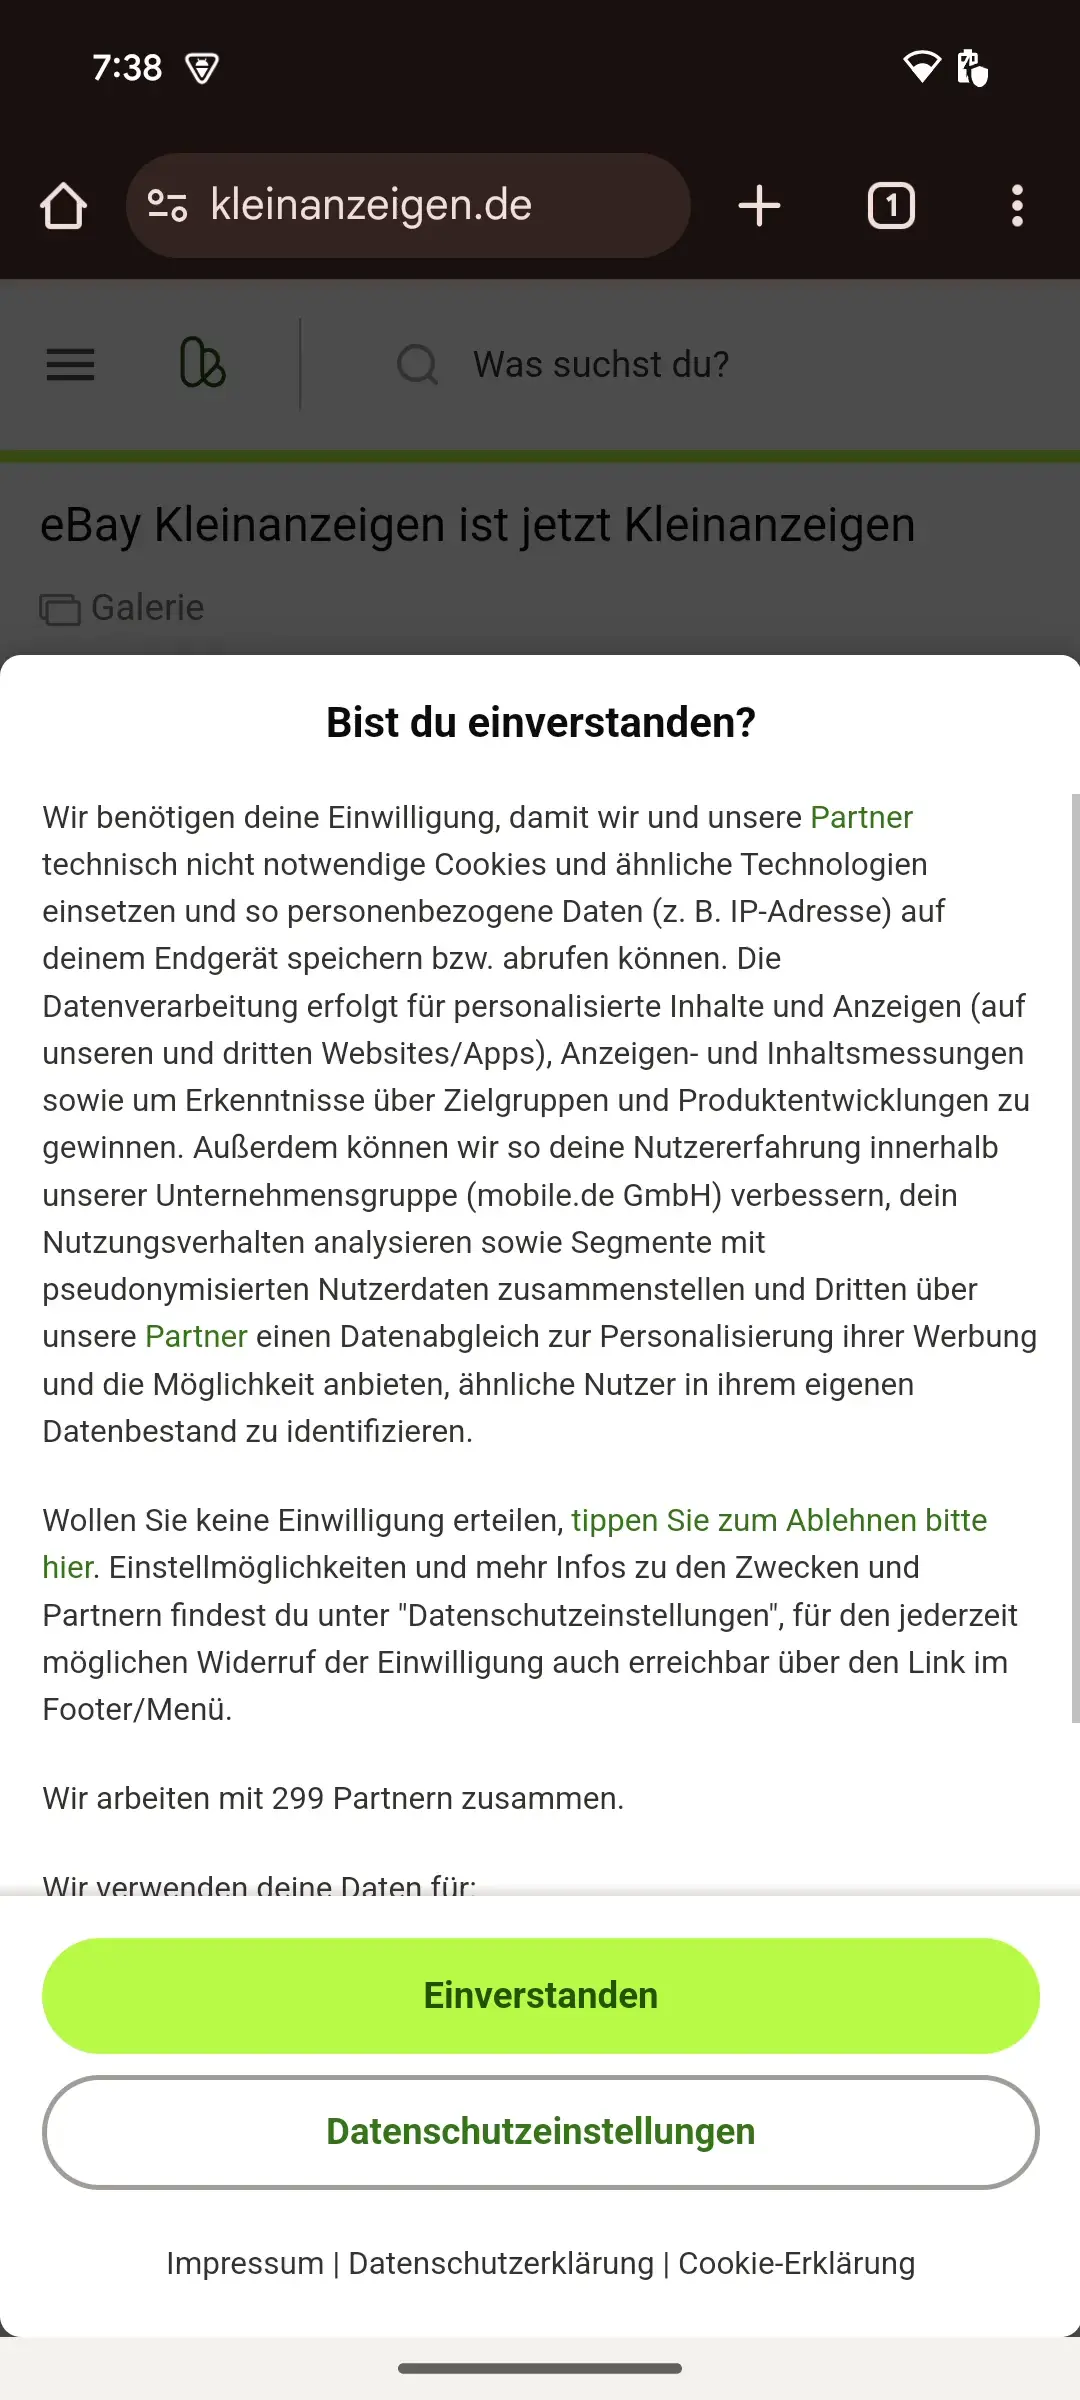 7:38
kleinanzeigen.de
1
Was suchst du?
eBay Kleinanzeigen ist jetzt Kleinanzeigen
Galerie
Bist du einverstanden?
Wir benötigen deine Einwilligung, damit wir und unsere Partner
technisch nicht notwendige Cookies und ähnliche Technologien
einsetzen und so personenbezogene Daten (z. B. IP-Adresse) auf
deinem Endgerät speichern bzw. abrufen können. Die
Datenverarbeitung erfolgt für personalisierte Inhalte und Anzeigen (auf
unseren und dritten Websites/Apps), Anzeigen- und Inhaltsmessungen
sowie um Erkenntnisse über Zielgruppen und Produktentwicklungen zu
gewinnen. Außerdem können wir so deine Nutzererfahrung innerhalb
unserer Unternehmensgruppe (mobile.de GmbH) verbessern, dein
Nutzungsverhalten analysieren sowie Segmente mit
pseudonymisierten Nutzerdaten zusammenstellen und Dritten über
unsere Partner einen Datenabgleich zur Personalisierung ihrer Werbung
und die Möglichkeit anbieten, ähnliche Nutzer in ihrem eigenen
Datenbestand zu identifizieren.
Wollen Sie keine Einwilligung erteilen, tippen Sie zum Ablehnen bitte
hier. Einstellmöglichkeiten und mehr Infos zu den Zwecken und
Partnern findest du unter "Datenschutzeinstellungen", für den jederzeit
möglichen Widerruf der Einwilligung auch erreichbar über den Link im
Footer/Menü.
Wir arbeiten mit 299 Partnern zusammen.
Wir verwenden deine Daten für:
Einverstanden
Datenschutzeinstellungen
Impressum | Datenschutzerklärung | Cookie-Erklärung